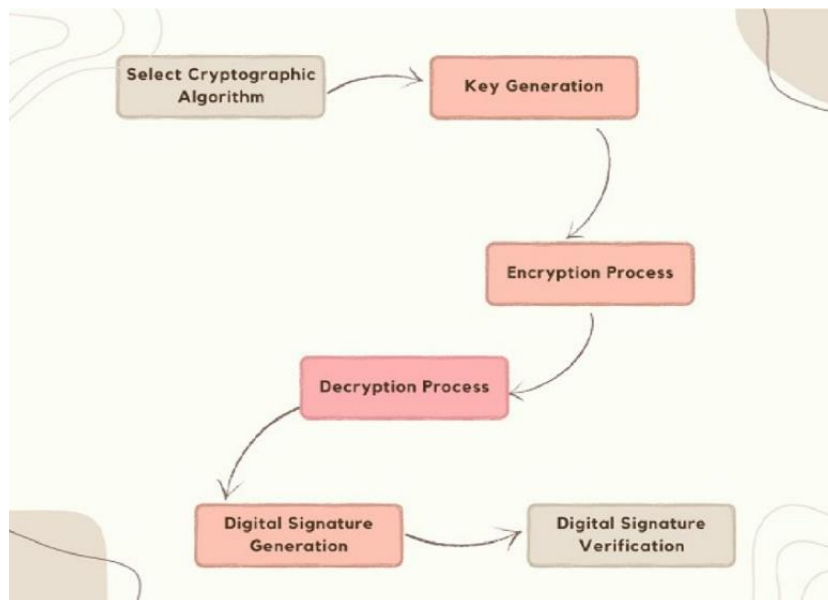 Select Cryptographic
Algorithm
Key Generation
Encryption Process
Decryption Process
Digital Signature
Generation
Digital Signature
Verification